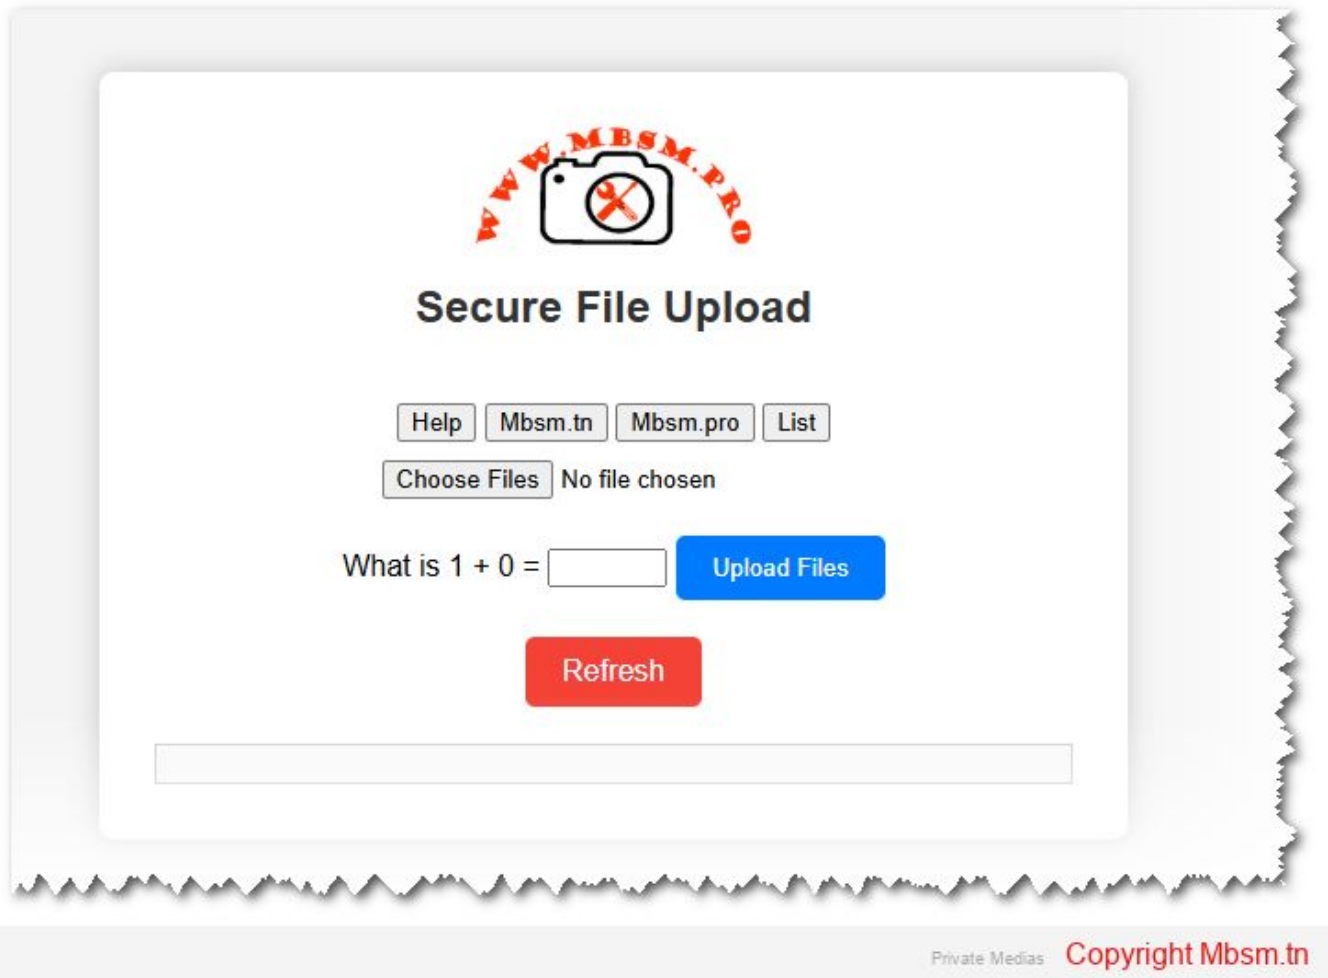 WWW.MBSM.PRO
Secure File Upload
Help Mbsm.tn Mbsm.pro List
Choose Files No file chosen
What is 1 + 0 = Upload Files
Refresh
Private Medias Copyright Mbsm.tn